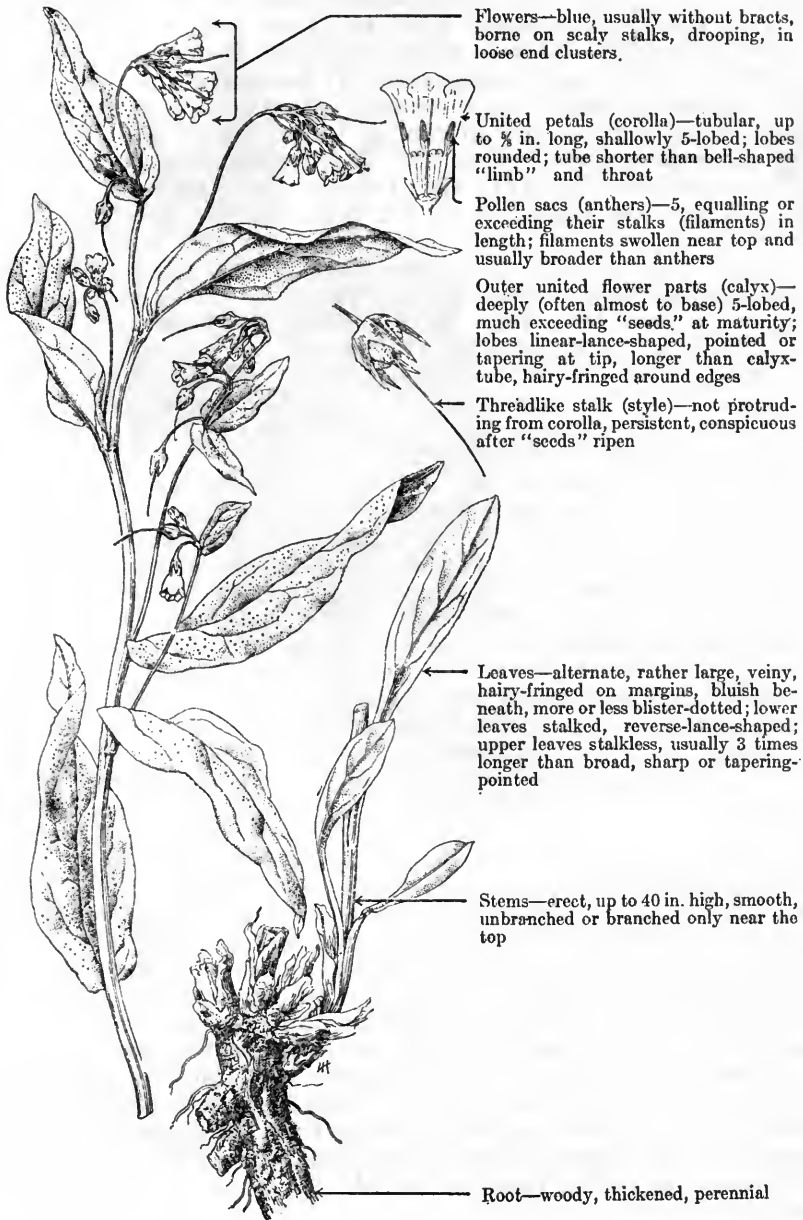 Flowers—blue, usually without bracts,
borne on scaly stalks, drooping, in
loose end clusters.
United petals (corolla)—tubular, up
to ⅝ in. long, shallowly 5-lobed; lobes
rounded; tube shorter than bell-shaped
"limb" and throat
Pollen sacs (anthers)—5, equalling or
exceeding their stalks (filaments) in
length; filaments swollen near top and
usually broader than anthers
Outer united flower parts (calyx)—
deeply (often almost to base) 5-lobed,
much exceeding "seeds." at maturity;
lobes linear-lance-shaped, pointed or
tapering at tip, longer than calyx-
tube, hairy-fringed around edges
Threadlike stalk (style)—not protrud-
ing from corolla, persistent, conspicuous
after "seeds" ripen
Leaves—alternate, rather large, veiny,
hairy-fringed on margins, bluish be-
neath, more or less blister-dotted; lower
leaves stalked, reverse-lance-shaped;
upper leaves stalkless, usually 3 times
longer than broad, sharp or tapering-
pointed
Stems—erect, up to 40 in. high, smooth,
unbranched or branched only near the
top
Root—woody, thickened, perennial